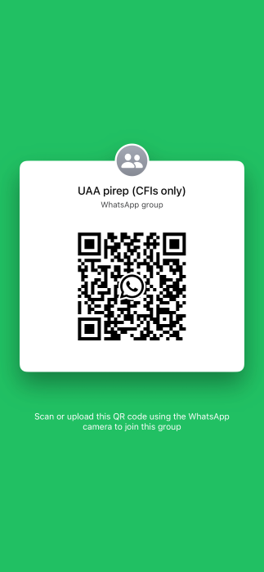 UAA pirep (CFIs only)
WhatsApp group
Scan or upload this QR code using the WhatsApp
camera to join this group